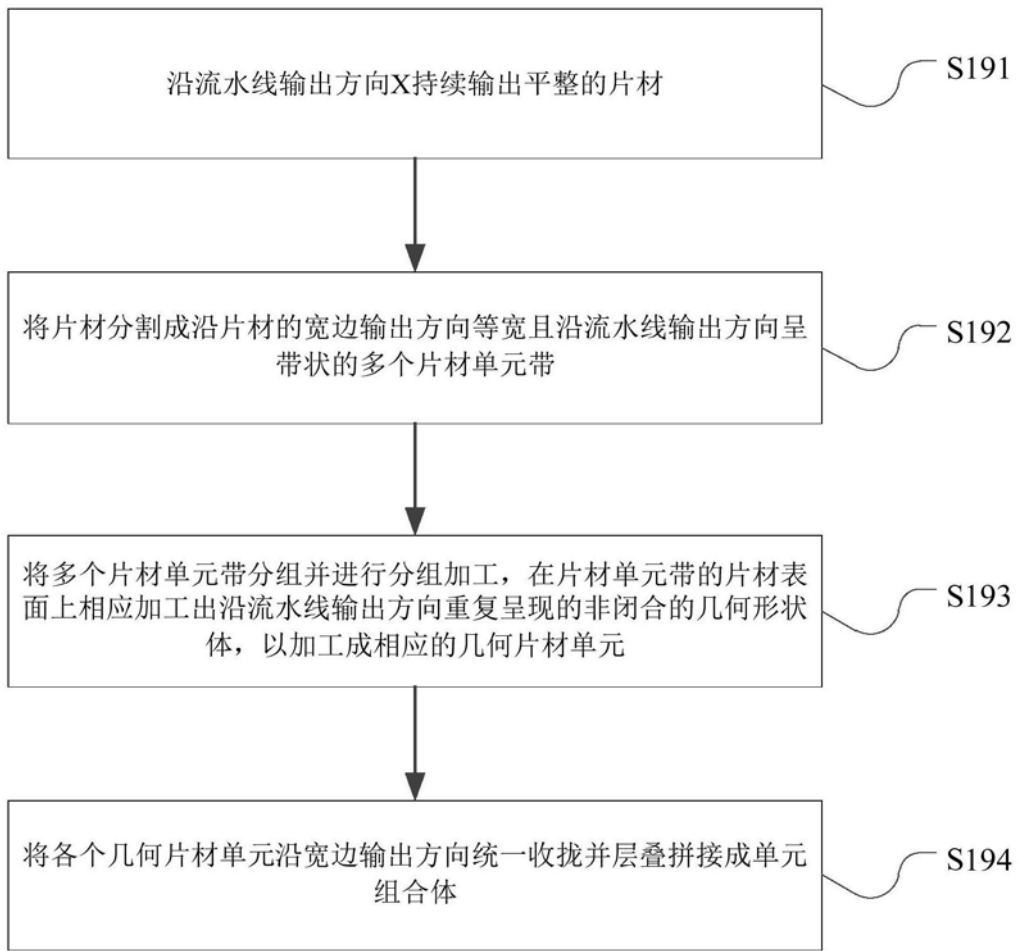 沿流水线输出方向X持续输出平整的片材
S191
将片材分割成沿片材的宽边输出方向等宽且沿流水线输出方向呈
带状的多个片材单元带
S192
将多个片材单元带分组并进行分组加工，在片材单元带的片材表
面上相应加工出沿流水线输出方向重复呈现的非闭合的几何形状
体，以加工成相应的几何片材单元
S193
将各个几何片材单元沿宽边输出方向统一收拢并层叠拼接成单元
组合体
S194